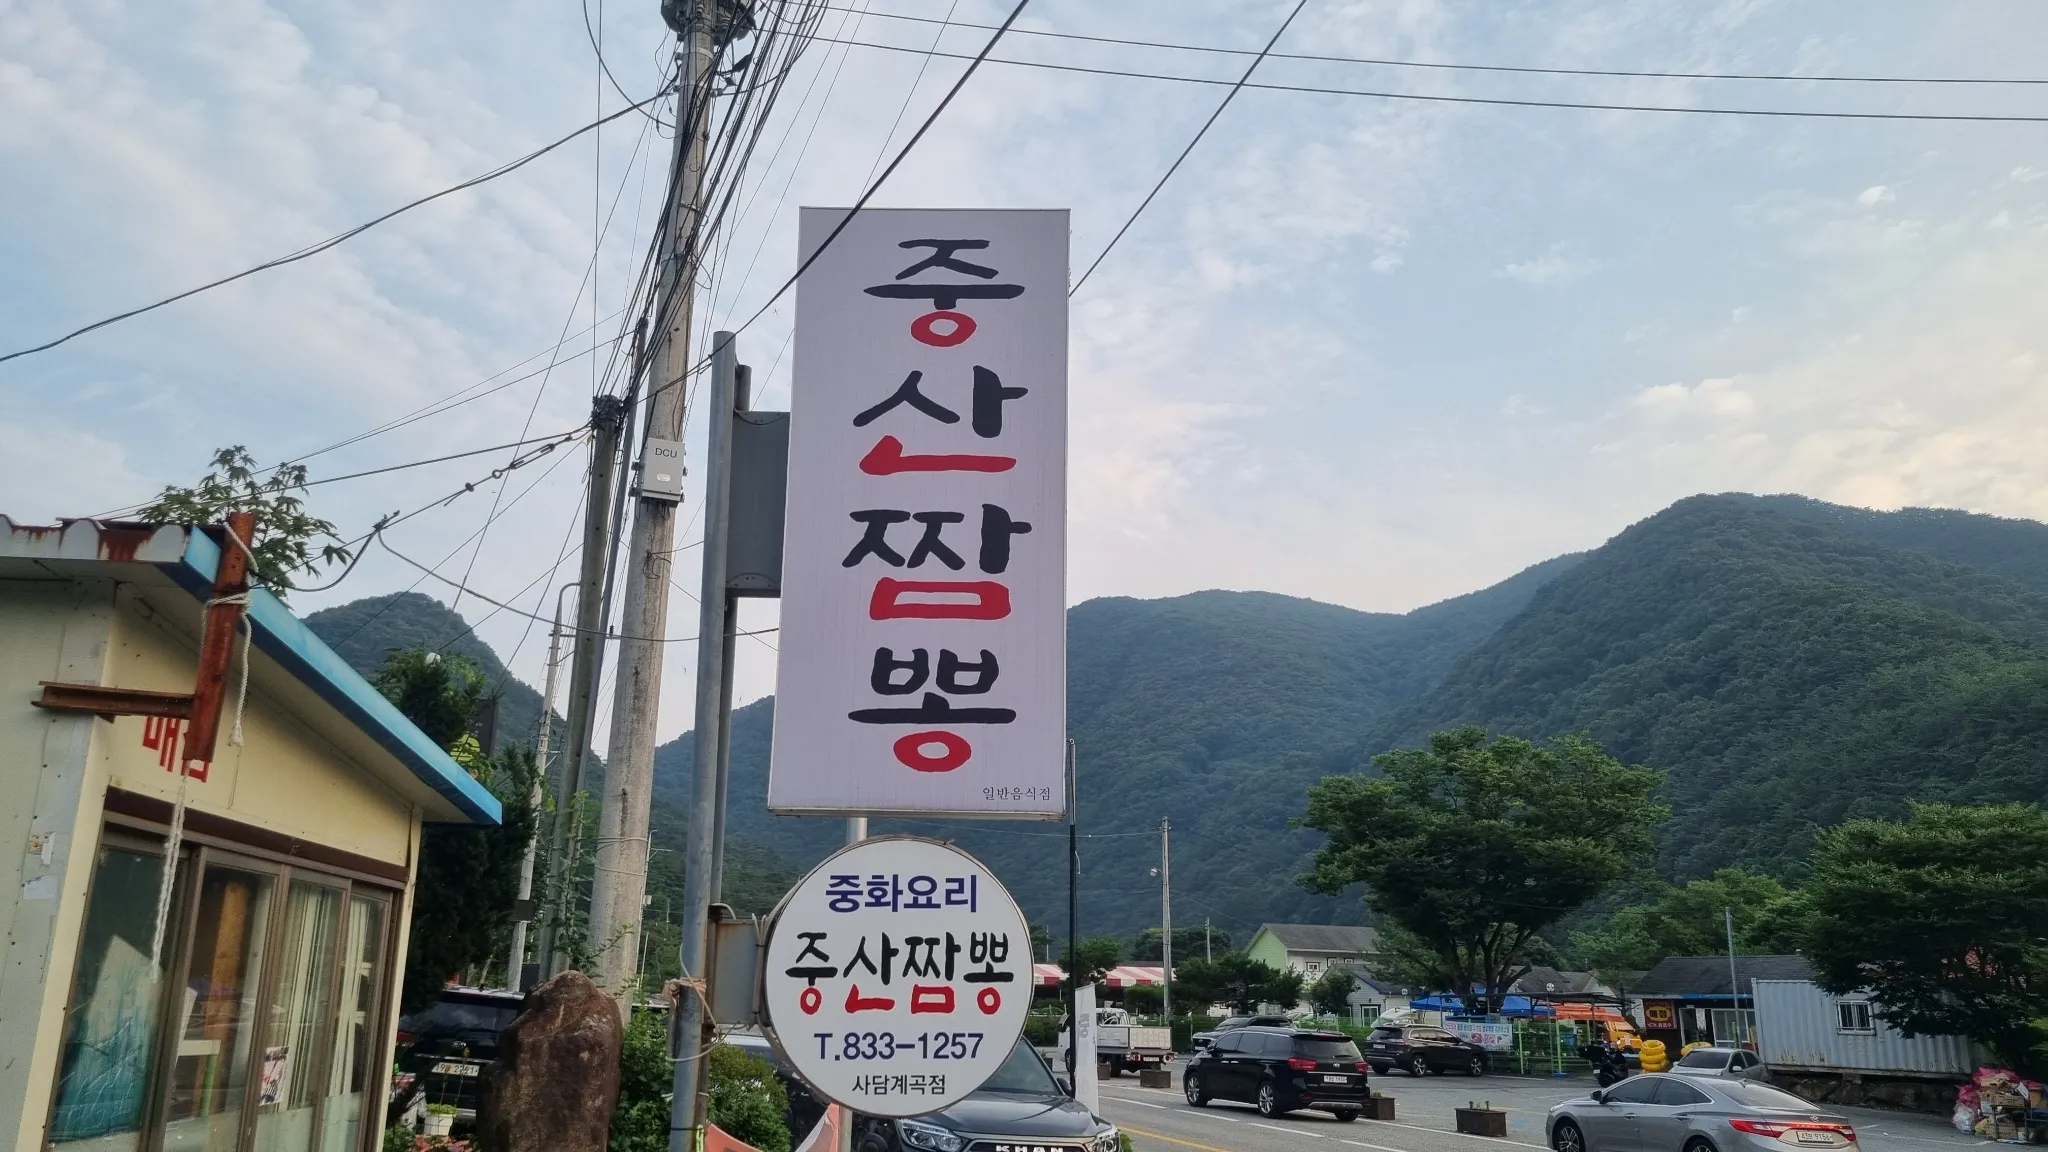 DCU
중산짬뽕
일반음식점
중화요리
중산짬뽕
T.833-1257
사담계곡점
KHAN